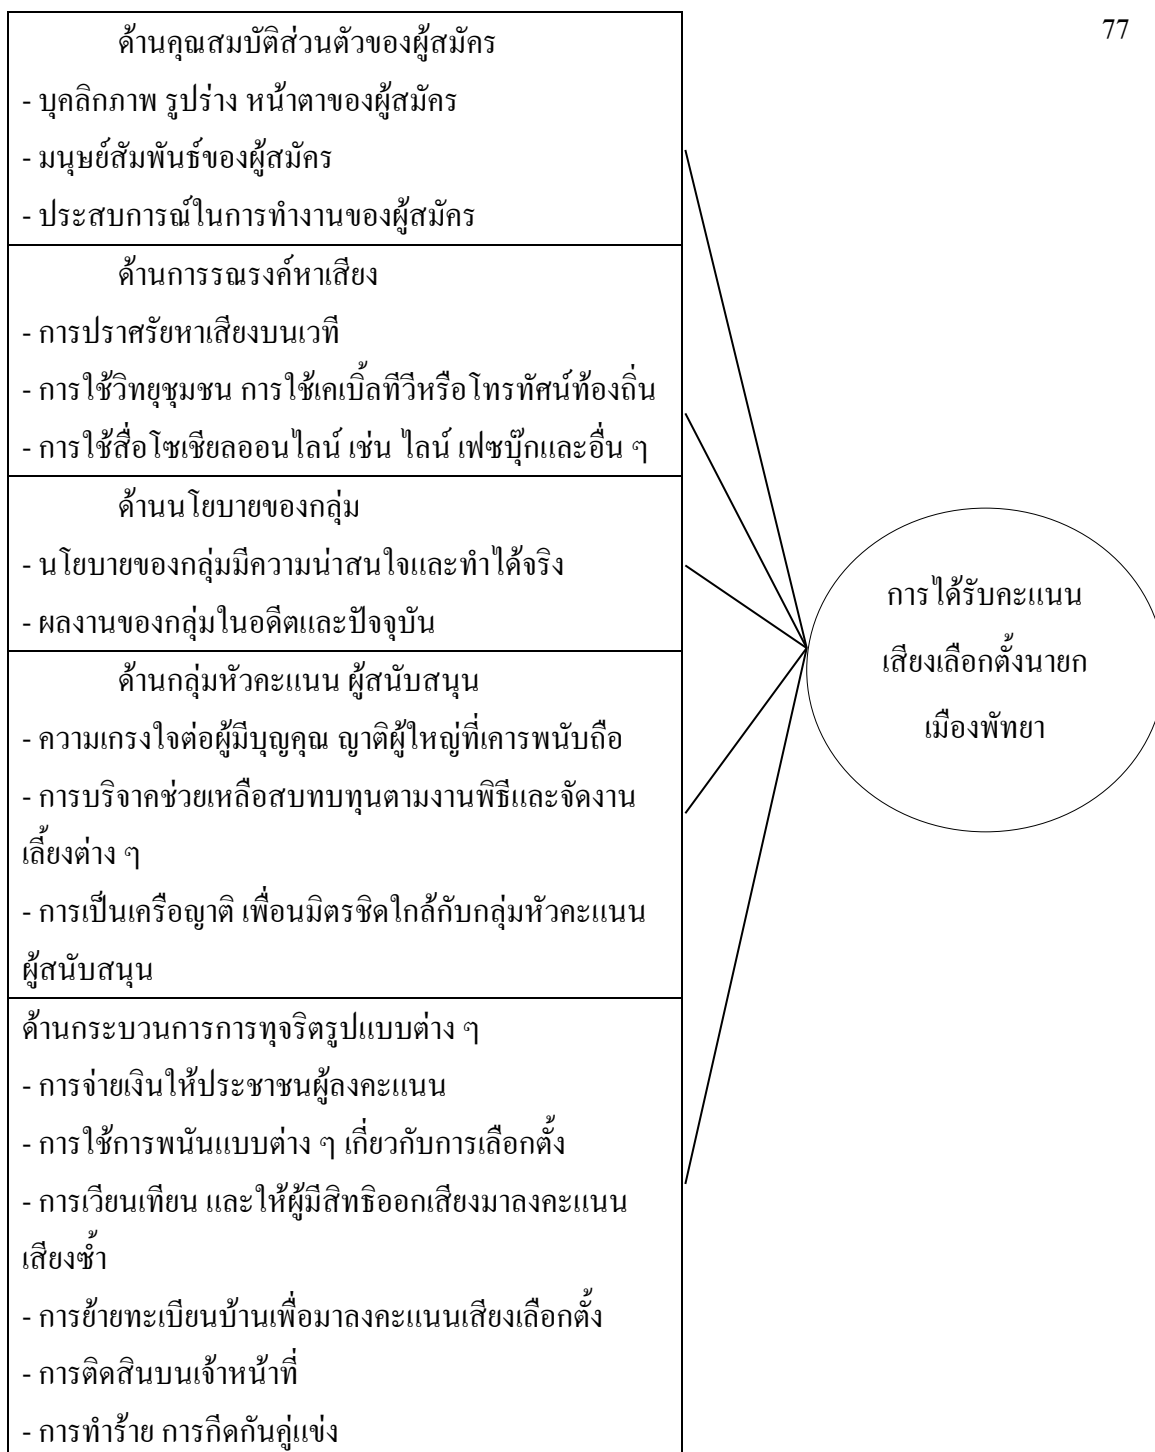 77
ด้านคุณสมบัติส่วนตัวของผู้สมัคร
- บุคลิกภาพ รูปร่าง หน้าตาของผู้สมัคร
- มนุษย์สัมพันธ์ของผู้สมัคร
- ประสบการณ์ในการทำงานของผู้สมัคร
ด้านการรณรงค์หาเสียง
- การปราศรัยหาเสียงบนเวที
- การใช้วิทยุชุมชน การใช้เคเบิ้ลทีวีหรือโทรทัศน์ท้องถิ่น
- การใช้สื่อโซเชียลออนไลน์ เช่น ไลน์ เฟซบุ๊กและอื่น ๆ
ด้านนโยบายของกลุ่ม
- นโยบายของกลุ่มมีความน่าสนใจและทำได้จริง
- ผลงานของกลุ่มในอดีตและปัจจุบัน
ด้านกลุ่มหัวคะแนน ผู้สนับสนุน
- ความเกรงใจต่อผู้มีบุญคุณ ญาติผู้ใหญ่ที่เคารพนับถือ
- การบริจาคช่วยเหลือสบทบทุนตามงานพิธีและจัดงาน
เลี้ยงต่าง ๆ
- การเป็นเครือญาติ เพื่อนมิตรชิดใกล้กับกลุ่มหัวคะแนน
ผู้สนับสนุน
ด้านกระบวนการการทุจริตรูปแบบต่าง ๆ
- การจ่ายเงินให้ประชาชนผู้ลงคะแนน
- การใช้การพนันแบบต่าง ๆ เกี่ยวกับการเลือกตั้ง
- การเวียนเทียน และให้ผู้มีสิทธิออกเสียงมาลงคะแนน
เสียงซ้ำ
- การย้ายทะเบียนบ้านเพื่อมาลงคะแนนเสียงเลือกตั้ง
- การติดสินบนเจ้าหน้าที่
- การทำร้าย การกีดกันคู่แข่ง
การได้รับคะแนน
เสียงเลือกตั้งนายก
เมืองพัทยา